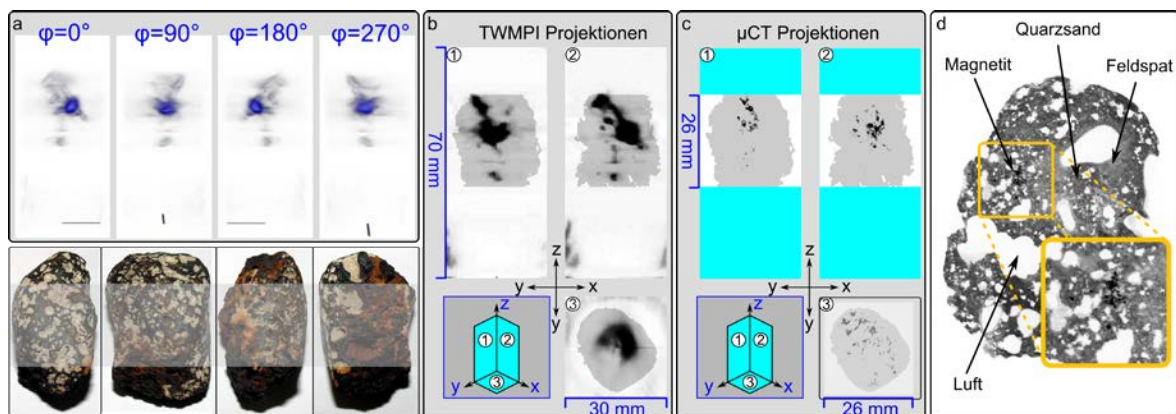 a
φ=0°
φ=90°
φ=180°
φ=270°
b
TWMPI Projektionen
①
②
70 mm
z
y
x
y
z
①
②
③
y
x
③
30 mm
c
µCT Projektionen
①
②
26 mm
z
y
x
y
z
①
②
③
y
x
③
26 mm
d
Quarzsand
Magnetit
Feldspat
Luft